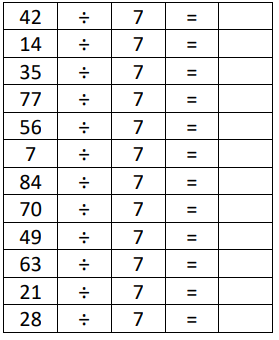 42 ÷ 7 =
14 ÷ 7 =
35 ÷ 7 =
77 ÷ 7 =
56 ÷ 7 =
7 ÷ 7 =
84 ÷ 7 =
70 ÷ 7 =
49 ÷ 7 =
63 ÷ 7 =
21 ÷ 7 =
28 ÷ 7 =